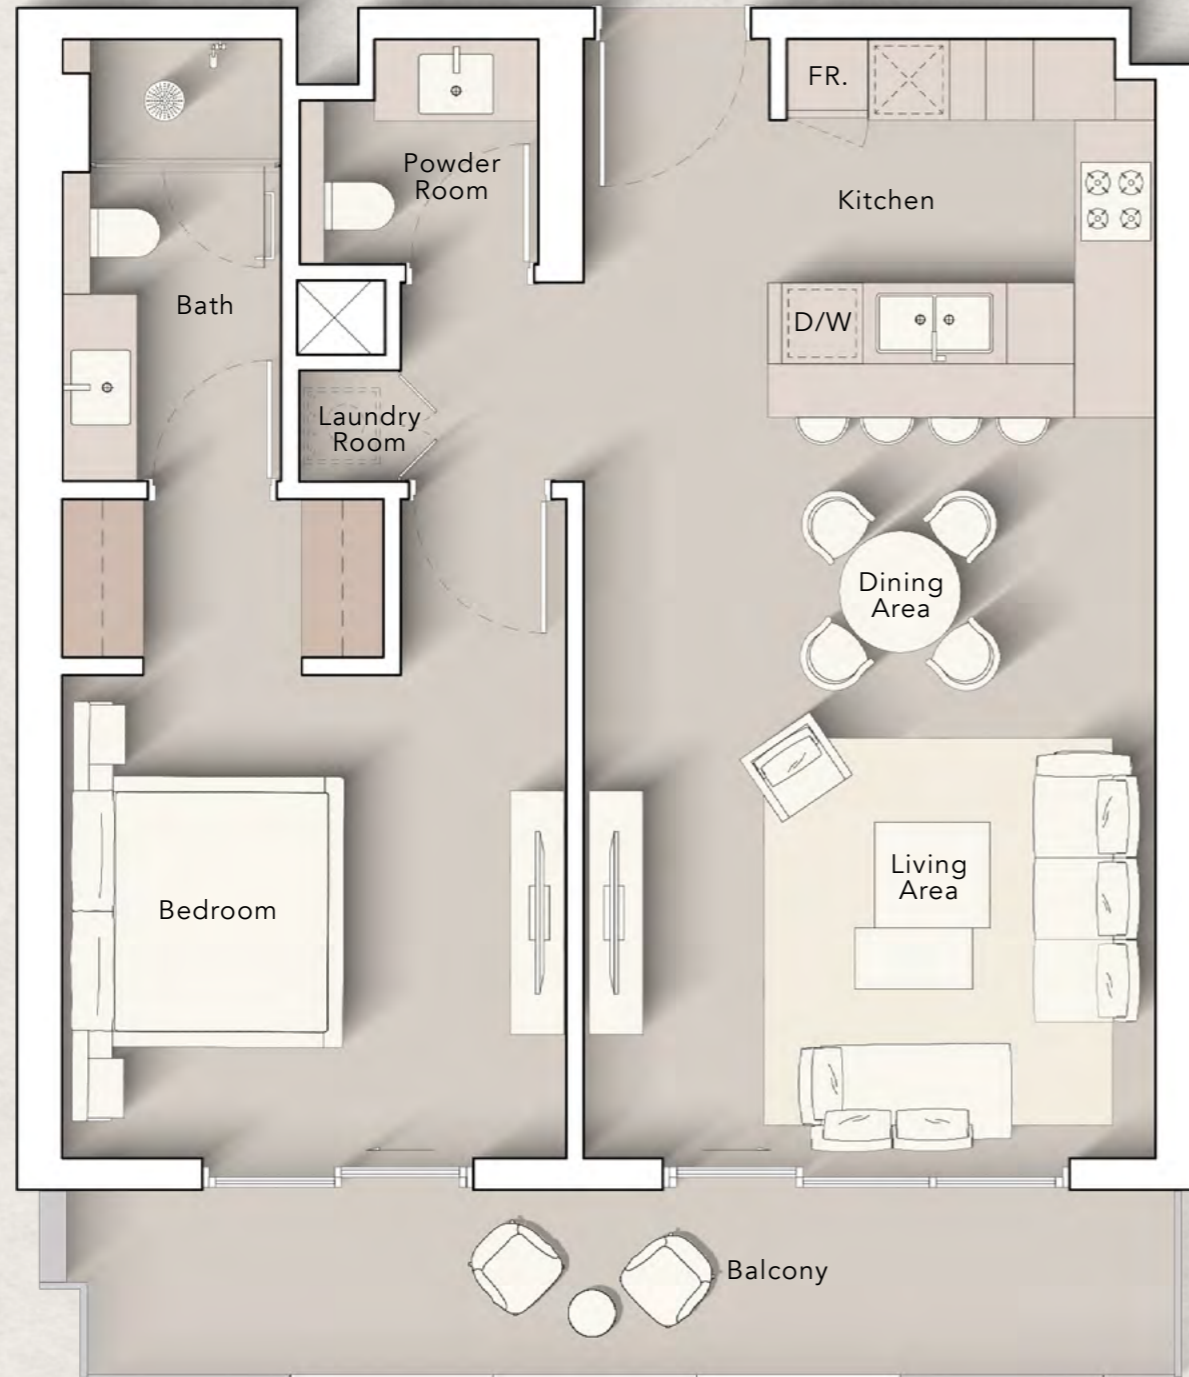 FR.
Powder
Room
Kitchen
Bath
D/W
Laundry
Room
Dining
Area
Living
Area
Bedroom
Balcony